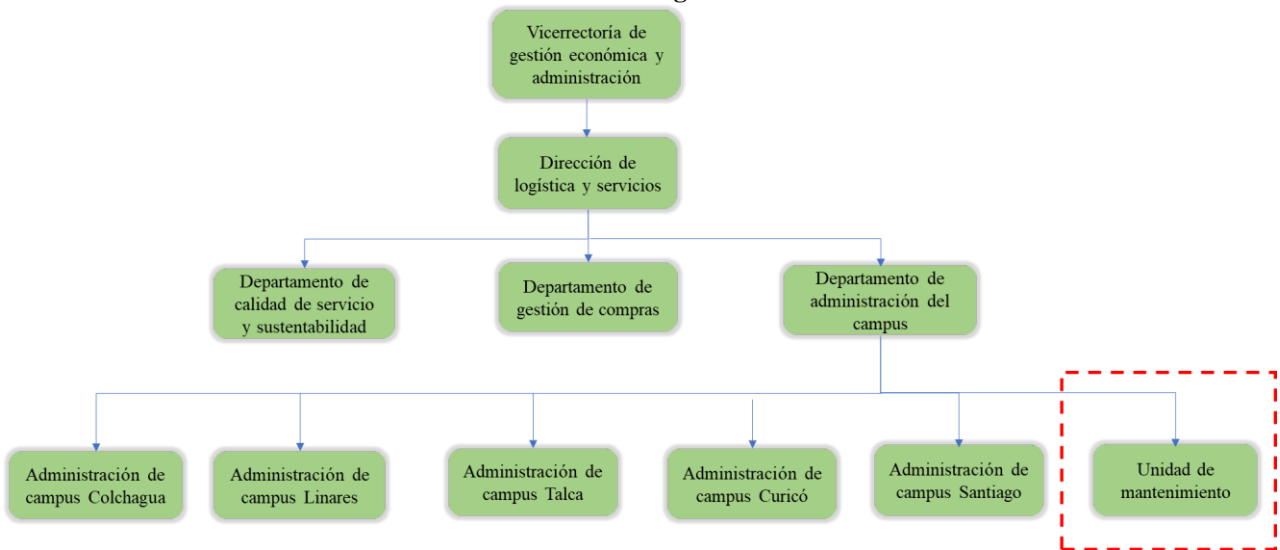 Vicerrectoría de
gestión económica y
administración
Dirección de
logística y servicios
Departamento de
calidad de servicio
y sustentabilidad
Departamento de
gestión de compras
Departamento de
administración del
campus
Administración de
campus Colchagua
Administración de
campus Linares
Administración de
campus Talca
Administración de
campus Curicó
Administración de
campus Santiago
Unidad de
mantenimiento